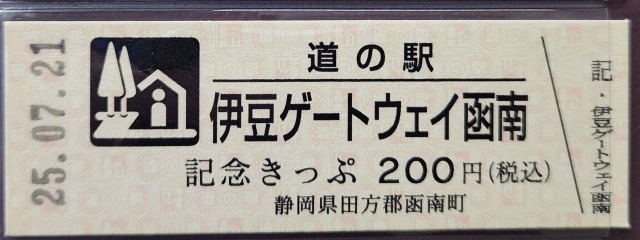 25.07.21
道の駅
伊豆ゲートウェイ函南
記念きっぷ 200円(税込)
静岡県田方郡函南町
記・伊豆ゲートウェイ函南